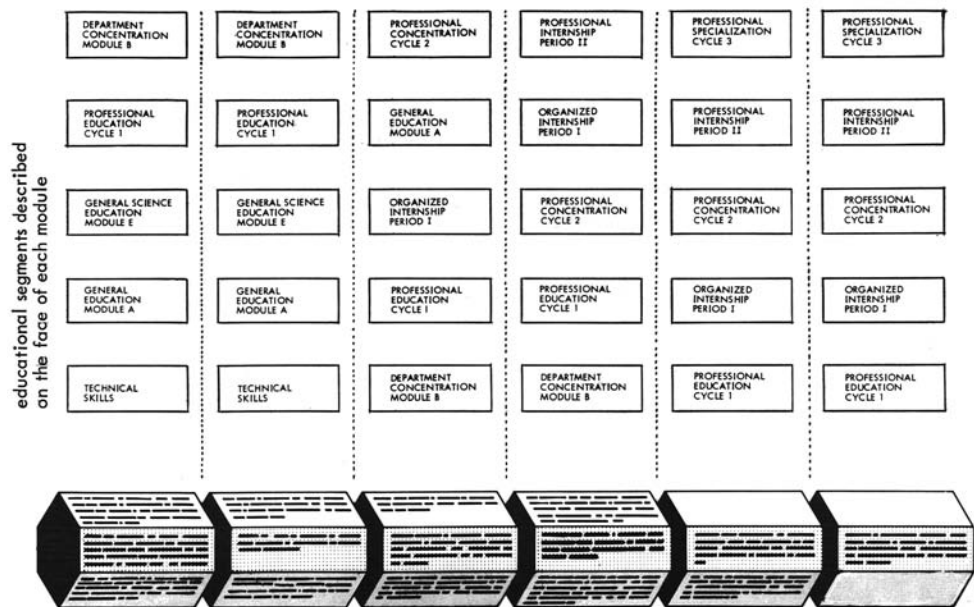 DEPARTMENT
CONCENTRATION
MODULE B
DEPARTMENT
CONCENTRATION
MODULE B
PROFESSIONAL
CONCENTRATION
CYCLE 2
PROFESSIONAL
INTERNSHIP
PERIOD II
PROFESSIONAL
SPECIALIZATION
CYCLE 3
PROFESSIONAL
SPECIALIZATION
CYCLE 3
PROFESSIONAL
EDUCATION
CYCLE 1
PROFESSIONAL
EDUCATION
CYCLE 1
GENERAL
EDUCATION
MODULE A
ORGANIZED
INTERNSHIP
PERIOD I
PROFESSIONAL
INTERNSHIP
PERIOD II
PROFESSIONAL
INTERNSHIP
PERIOD II
GENERAL SCIENCE
EDUCATION
MODULE E
GENERAL SCIENCE
EDUCATION
MODULE E
ORGANIZED
INTERNSHIP
PERIOD I
PROFESSIONAL
CONCENTRATION
CYCLE 2
PROFESSIONAL
CONCENTRATION
CYCLE 2
PROFESSIONAL
CONCENTRATION
CYCLE 2
GENERAL
EDUCATION
MODULE A
GENERAL
EDUCATION
MODULE A
PROFESSIONAL
EDUCATION
CYCLE I
PROFESSIONAL
EDUCATION
CYCLE 1
ORGANIZED
INTERNSHIP
PERIOD I
ORGANIZED
INTERNSHIP
PERIOD I
TECHNICAL
SKILLS
TECHNICAL
SKILLS
DEPARTMENT
CONCENTRATION
MODULE B
DEPARTMENT
CONCENTRATION
MODULE B
PROFESSIONAL
EDUCATION
CYCLE 1
PROFESSIONAL
EDUCATION
CYCLE 1
educational segments described
on the face of each module